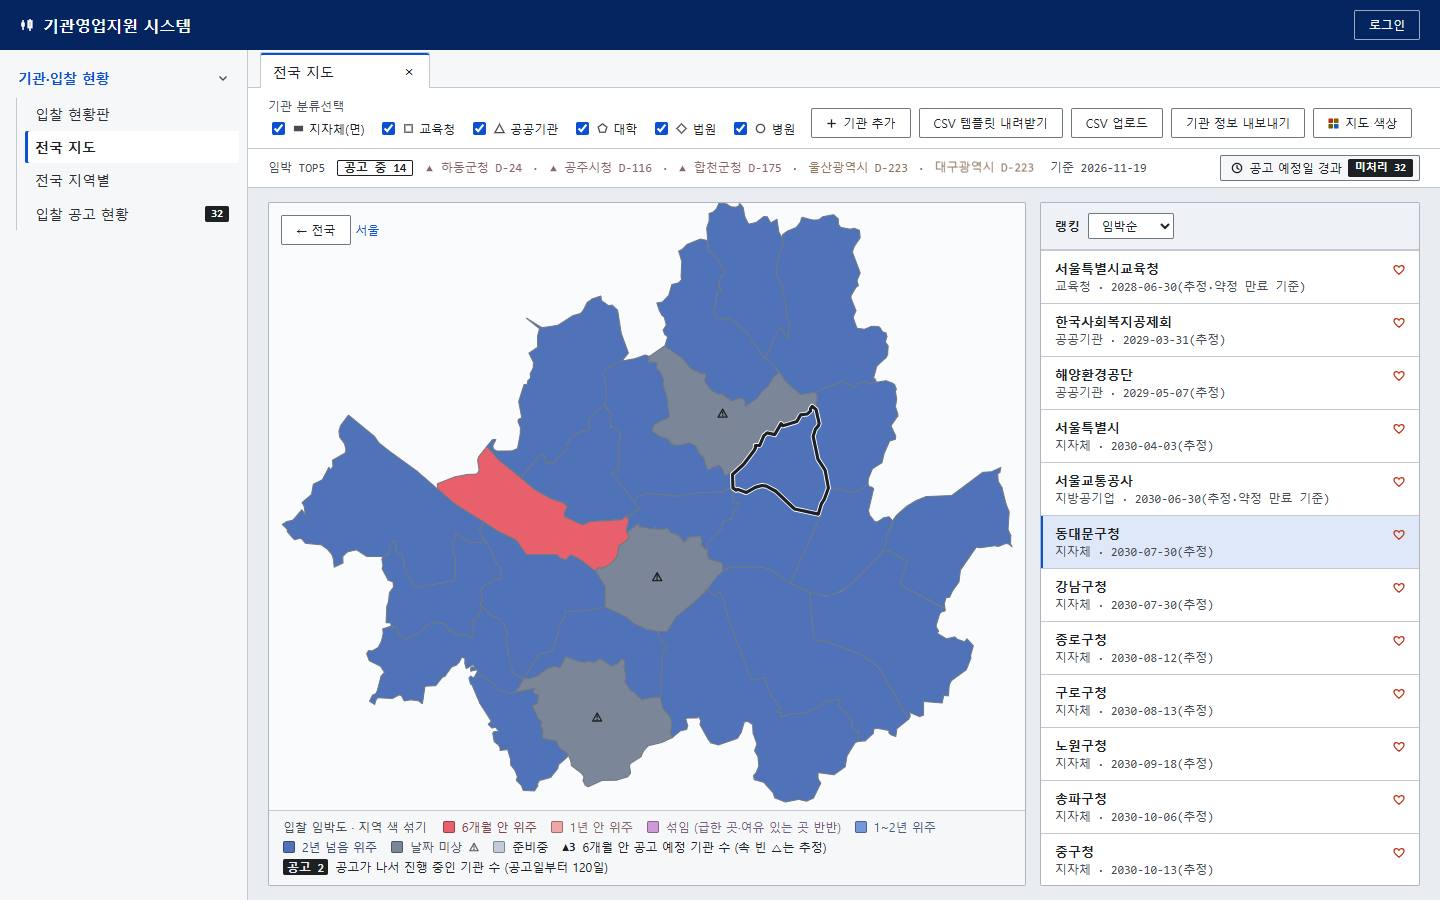 기관영업지원 시스템
로그인
기관·입찰 현황
입찰 현황판
전국 지도
전국 지역별
입찰 공고 현황 32
전국 지도 ×
기관 분류선택
지자체(면) 교육청 공공기관 대학 법원 병원
+ 기관 추가
CSV 템플릿 내려받기
CSV 업로드
기관 정보 내보내기
지도 색상
임박 TOP5 공고 중 14 ▲ 하동군청 D-24 · ▲ 공주시청 D-116 · ▲ 합천군청 D-175 · 울산광역시 D-223 · 대구광역시 D-223 기준 2026-11-19
공고 예정일 경과 미처리 32
← 전국 서울
입찰 임박도 · 지역 색 섞기 6개월 안 위주 1년 안 위주 섞임 (급한 곳·여유 있는 곳 반반) 1~2년 위주
2년 넘음 위주 날짜 미상 ⚠ 준비중 ▲3 6개월 안 공고 예정 기관 수 (속 빈 △는 추정)
공고 2 공고가 나서 진행 중인 기관 수 (공고일부터 120일)
랭킹 임박순
서울특별시교육청
교육청 · 2028-06-30(추정·약정 만료 기준)
한국사회복지공제회
공공기관 · 2029-03-31(추정)
해양환경공단
공공기관 · 2029-05-07(추정)
서울특별시
지자체 · 2030-04-03(추정)
서울교통공사
지방공기업 · 2030-06-30(추정·약정 만료 기준)
동대문구청
지자체 · 2030-07-30(추정)
강남구청
지자체 · 2030-07-30(추정)
종로구청
지자체 · 2030-08-12(추정)
구로구청
지자체 · 2030-08-13(추정)
노원구청
지자체 · 2030-09-18(추정)
송파구청
지자체 · 2030-10-06(추정)
중구청
지자체 · 2030-10-13(추정)